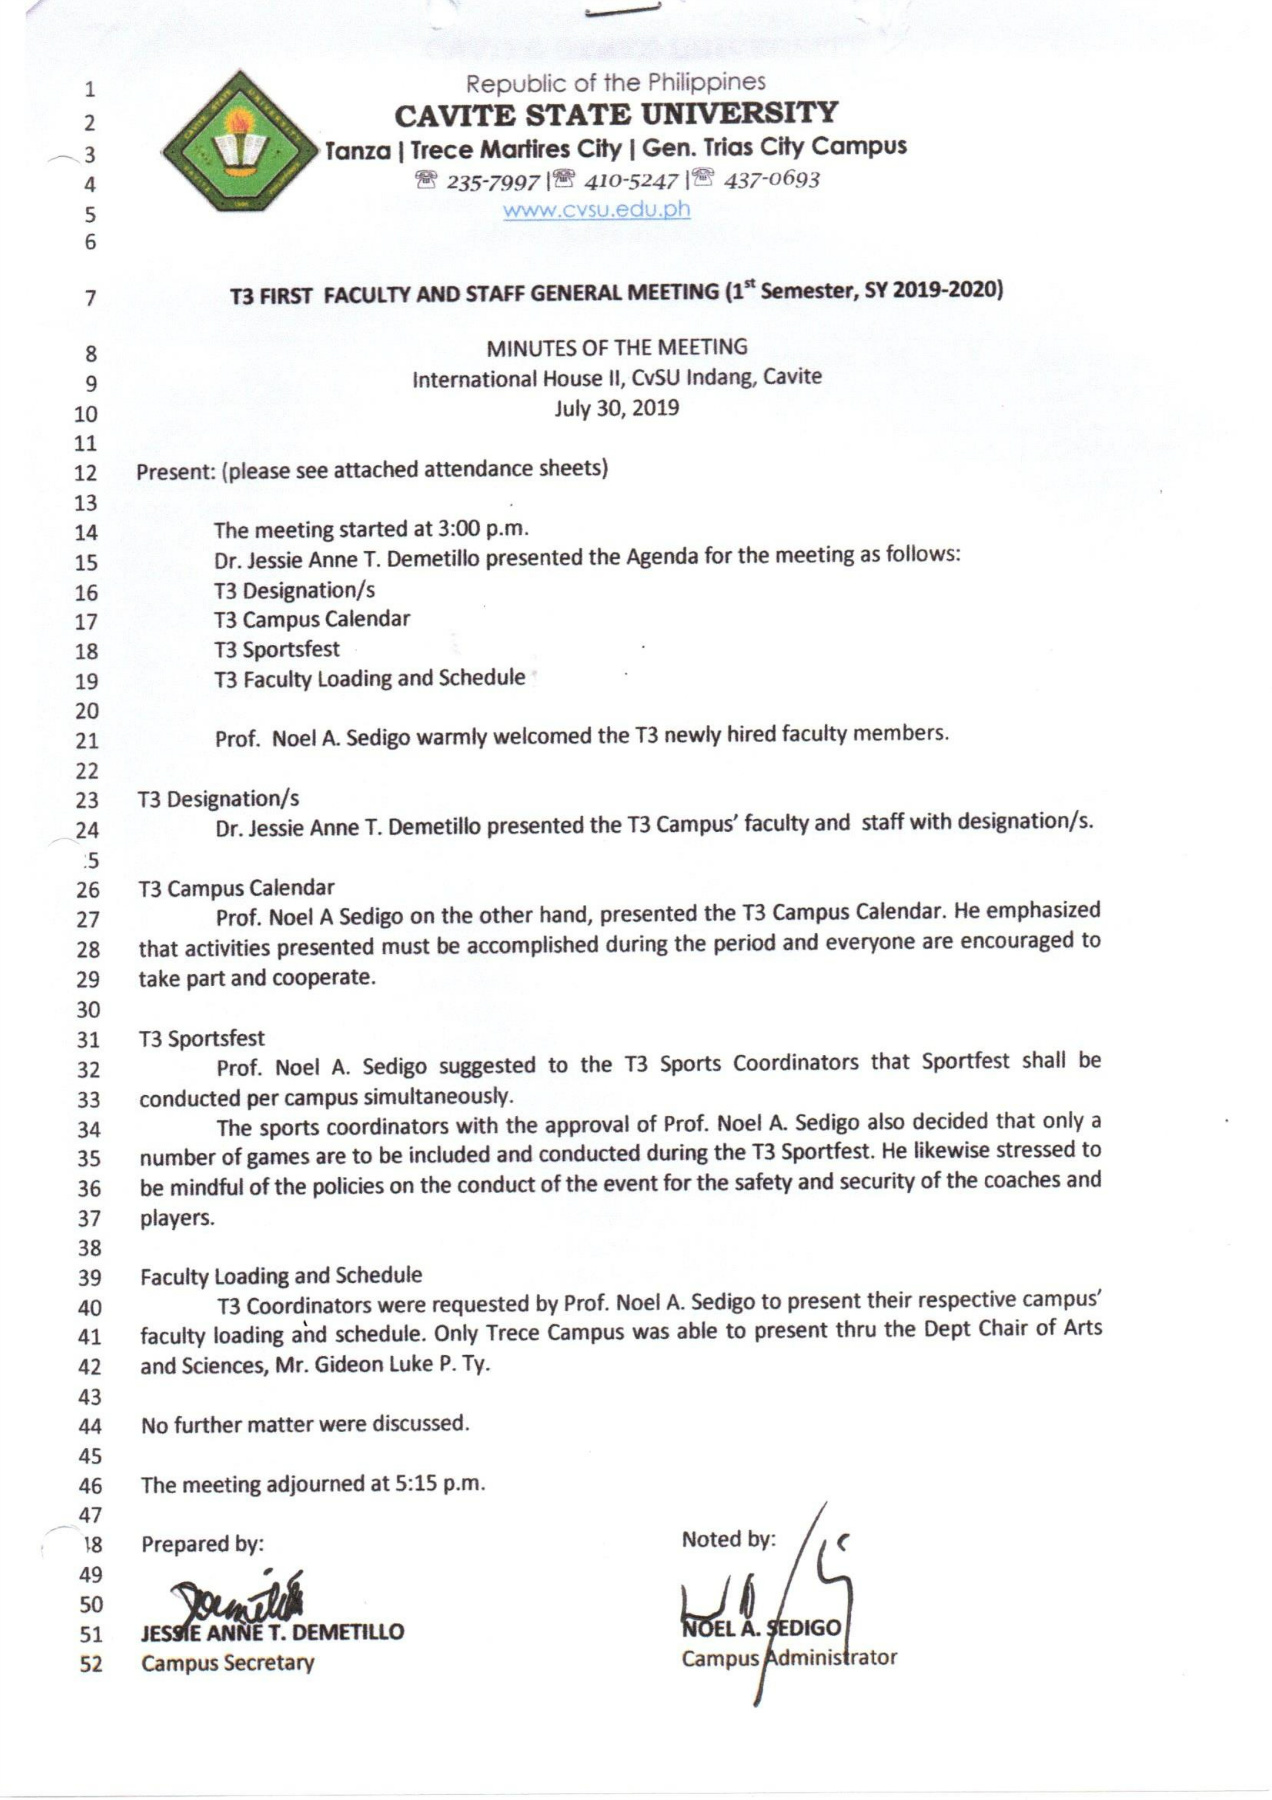 1 Republic of the Philippines
2 CAVITE STATE UNIVERSITY
3 Tanza | Trece Martires City | Gen. Trias City Campus
4 ☏ 235-7997 |☏ 410-5247 |☏ 437-0693
5 www.cvsu.edu.ph
6
7 T3 FIRST FACULTY AND STAFF GENERAL MEETING (1st Semester, SY 2019-2020)
8 MINUTES OF THE MEETING
9 International House II, CvSU Indang, Cavite
10 July 30, 2019
11
12 Present: (please see attached attendance sheets)
13
14 The meeting started at 3:00 p.m.
15 Dr. Jessie Anne T. Demetillo presented the Agenda for the meeting as follows:
16 T3 Designation/s
17 T3 Campus Calendar
18 T3 Sportsfest
19 T3 Faculty Loading and Schedule
20
21 Prof. Noel A. Sedigo warmly welcomed the T3 newly hired faculty members.
22
23 T3 Designation/s
24 Dr. Jessie Anne T. Demetillo presented the T3 Campus' faculty and staff with designation/s.
5
26 T3 Campus Calendar
27 Prof. Noel A Sedigo on the other hand, presented the T3 Campus Calendar. He emphasized
28 that activities presented must be accomplished during the period and everyone are encouraged to
29 take part and cooperate.
30
31 T3 Sportsfest
32 Prof. Noel A. Sedigo suggested to the T3 Sports Coordinators that Sportfest shall be
33 conducted per campus simultaneously.
34 The sports coordinators with the approval of Prof. Noel A. Sedigo also decided that only a
35 number of games are to be included and conducted during the T3 Sportfest. He likewise stressed to
36 be mindful of the policies on the conduct of the event for the safety and security of the coaches and
37 players.
38
39 Faculty Loading and Schedule
40 T3 Coordinators were requested by Prof. Noel A. Sedigo to present their respective campus'
41 faculty loading and schedule. Only Trece Campus was able to present thru the Dept Chair of Arts
42 and Sciences, Mr. Gideon Luke P. Ty.
43
44 No further matter were discussed.
45
46 The meeting adjourned at 5:15 p.m.
47
18 Prepared by: Noted by:
49
50
51 JESSIE ANNE T. DEMETILLO NOEL A. SEDIGO
52 Campus Secretary Campus Administrator